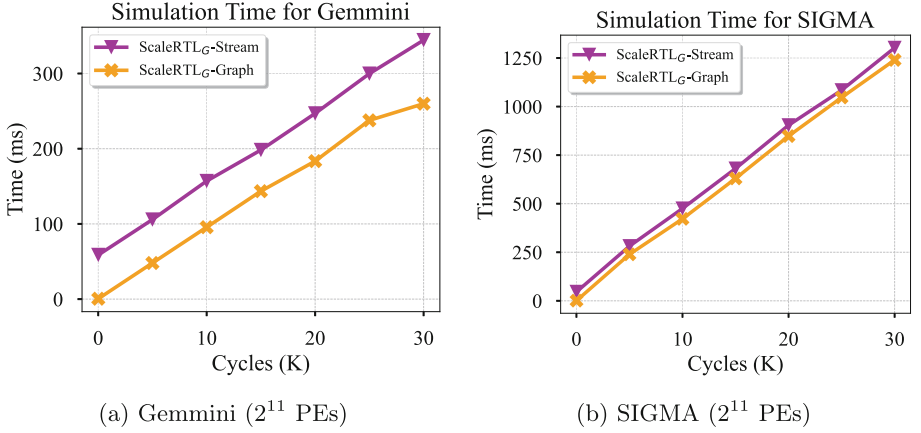 Simulation Time for Gemmini
ScaleRTL_G-Stream
ScaleRTL_G-Graph
Time (ms)
300
200
100
0
0 10 20 30
Cycles (K)
(a) Gemmini (2^11 PEs)
Simulation Time for SIGMA
ScaleRTL_G-Stream
ScaleRTL_G-Graph
Time (ms)
1250
1000
750
500
250
0
0 10 20 30
Cycles (K)
(b) SIGMA (2^11 PEs)